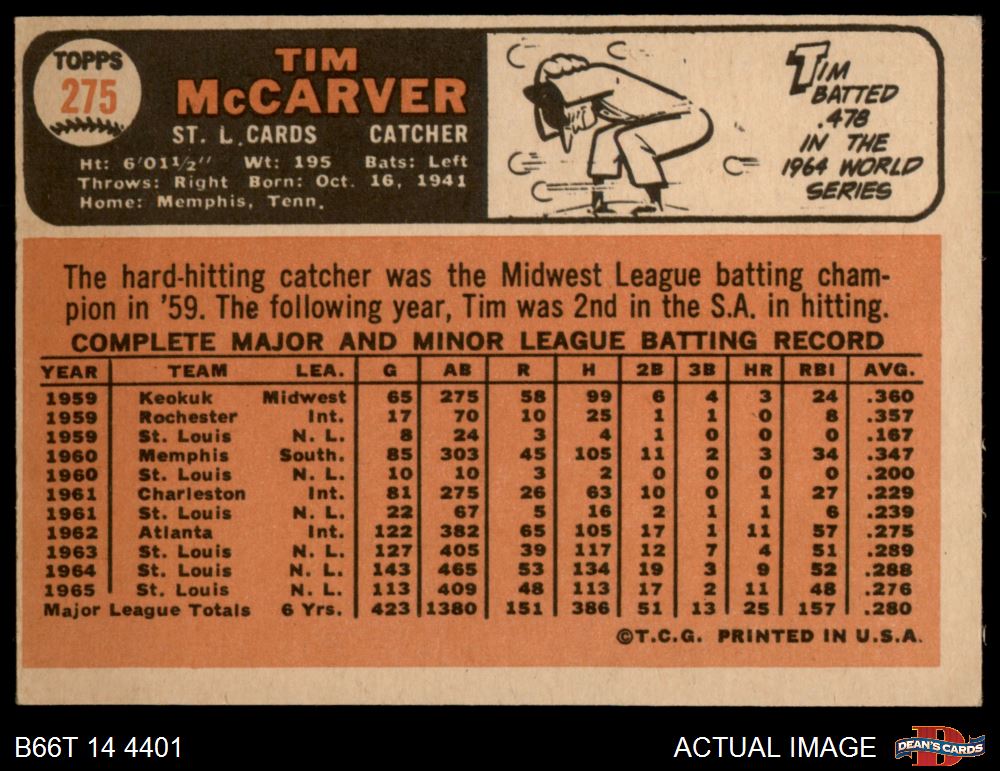 TOPPS
275
TIM
McCARVER
ST. L. CARDS CATCHER
Ht: 6'01½" Wt: 195 Bats: Left
Throws: Right Born: Oct. 16, 1941
Home: Memphis, Tenn.
TIM
BATTED
.478
IN THE
1964 WORLD
SERIES
The hard-hitting catcher was the Midwest League batting cham-
pion in '59. The following year, Tim was 2nd in the S.A. in hitting.
COMPLETE MAJOR AND MINOR LEAGUE BATTING RECORD
YEAR TEAM LEA. G AB R H 2B 3B HR RBI AVG.
1959 Keokuk Midwest 65 275 58 99 6 4 3 24 .360
1959 Rochester Int. 17 70 10 25 1 1 0 8 .357
1959 St. Louis N. L. 8 24 3 4 1 0 0 0 .167
1960 Memphis South. 85 303 45 105 11 2 3 34 .347
1960 St. Louis N. L. 10 10 3 2 0 0 0 0 .200
1961 Charleston Int. 81 275 26 63 10 0 1 27 .229
1961 St. Louis N. L. 22 67 5 16 2 1 1 6 .239
1962 Atlanta Int. 122 382 65 105 17 1 11 57 .275
1963 St. Louis N. L. 127 405 39 117 12 7 4 51 .289
1964 St. Louis N. L. 143 465 53 134 19 3 9 52 .288
1965 St. Louis N. L. 113 409 48 113 17 2 11 48 .276
Major League Totals 6 Yrs. 423 1380 151 386 51 13 25 157 .280
©T.C.G. PRINTED IN U.S.A.
B66T 14 4401 ACTUAL IMAGE
DEAN'S CARDS